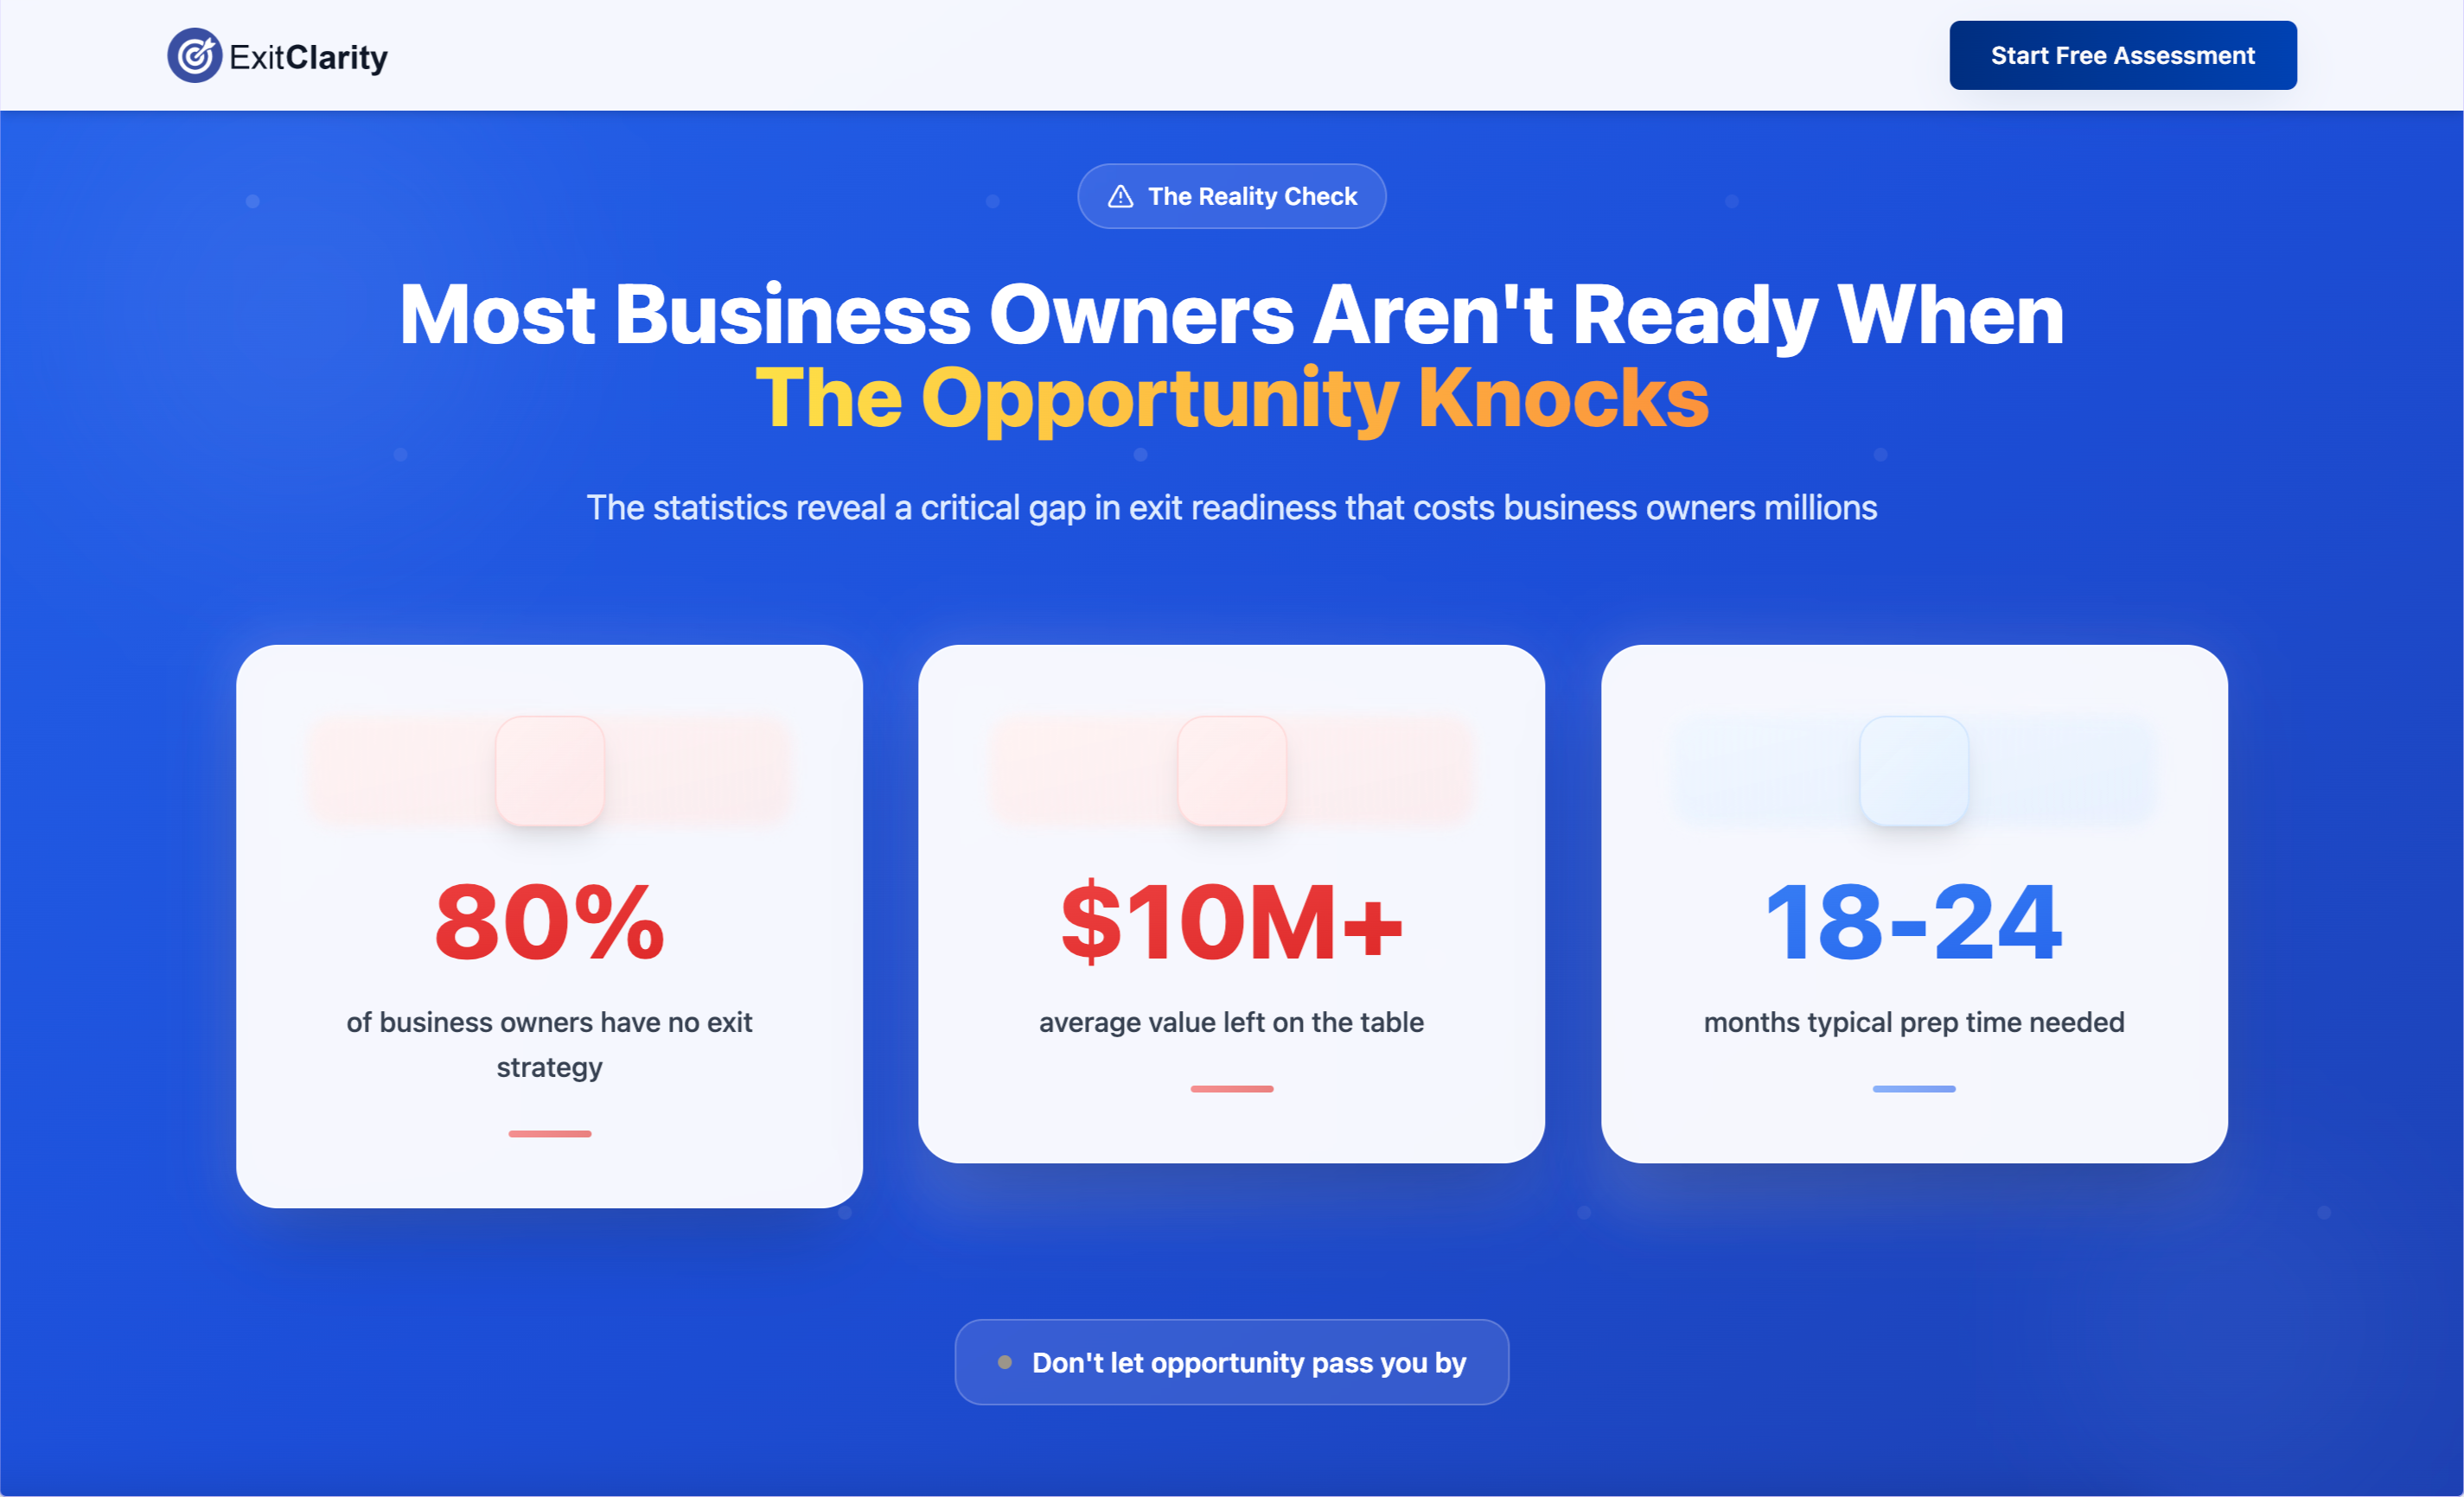 ExitClarity
Start Free Assessment
The Reality Check
Most Business Owners Aren't Ready When
The Opportunity Knocks
The statistics reveal a critical gap in exit readiness that costs business owners millions
80%
of business owners have no exit
strategy
$10M+
average value left on the table
18-24
months typical prep time needed
Don't let opportunity pass you by